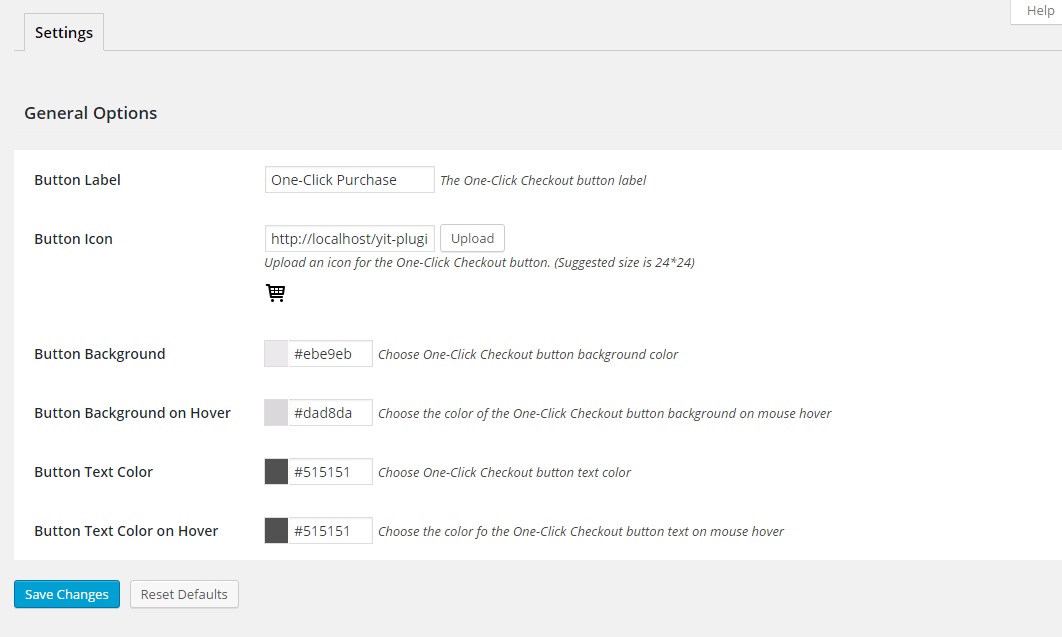 Help
Settings
General Options
Button Label One-Click Purchase The One-Click Checkout button label
Button Icon http://localhost/yit-plugi Upload
Upload an icon for the One-Click Checkout button. (Suggested size is 24*24)
Button Background #ebe9eb Choose One-Click Checkout button background color
Button Background on Hover #dad8da Choose the color of the One-Click Checkout button background on mouse hover
Button Text Color #515151 Choose One-Click Checkout button text color
Button Text Color on Hover #515151 Choose the color fo the One-Click Checkout button text on mouse hover
Save Changes Reset Defaults